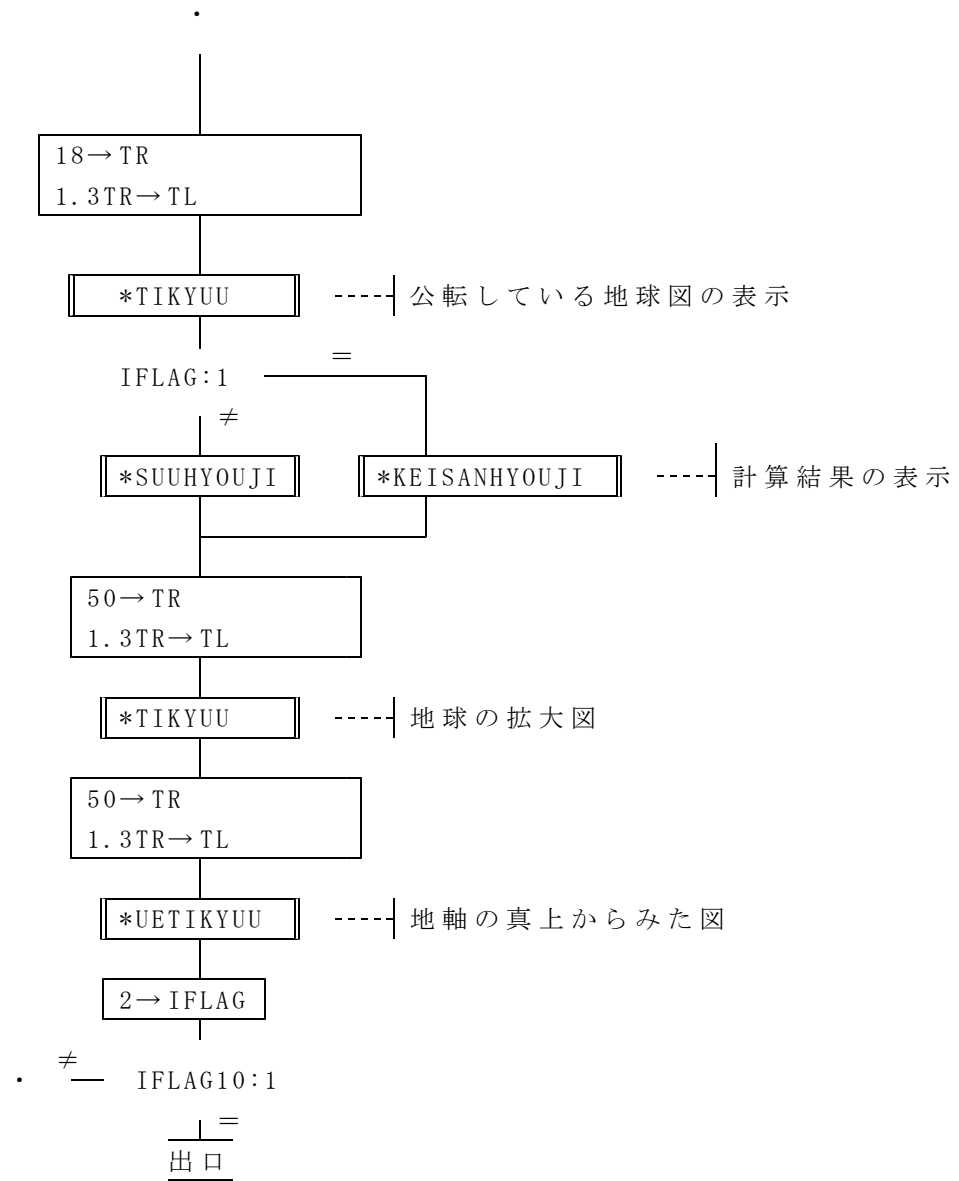 ・
18→TR
1.3TR→TL
*TIKYUU
公転している地球図の表示
=
IFLAG:1
≠
*SUUHYOUJI
*KEISANHYOUJI
計算結果の表示
50→TR
1.3TR→TL
*TIKYUU
地球の拡大図
50→TR
1.3TR→TL
*UETIKYUU
地軸の真上からみた図
2→IFLAG
≠
・
IFLAG10:1
=
出口